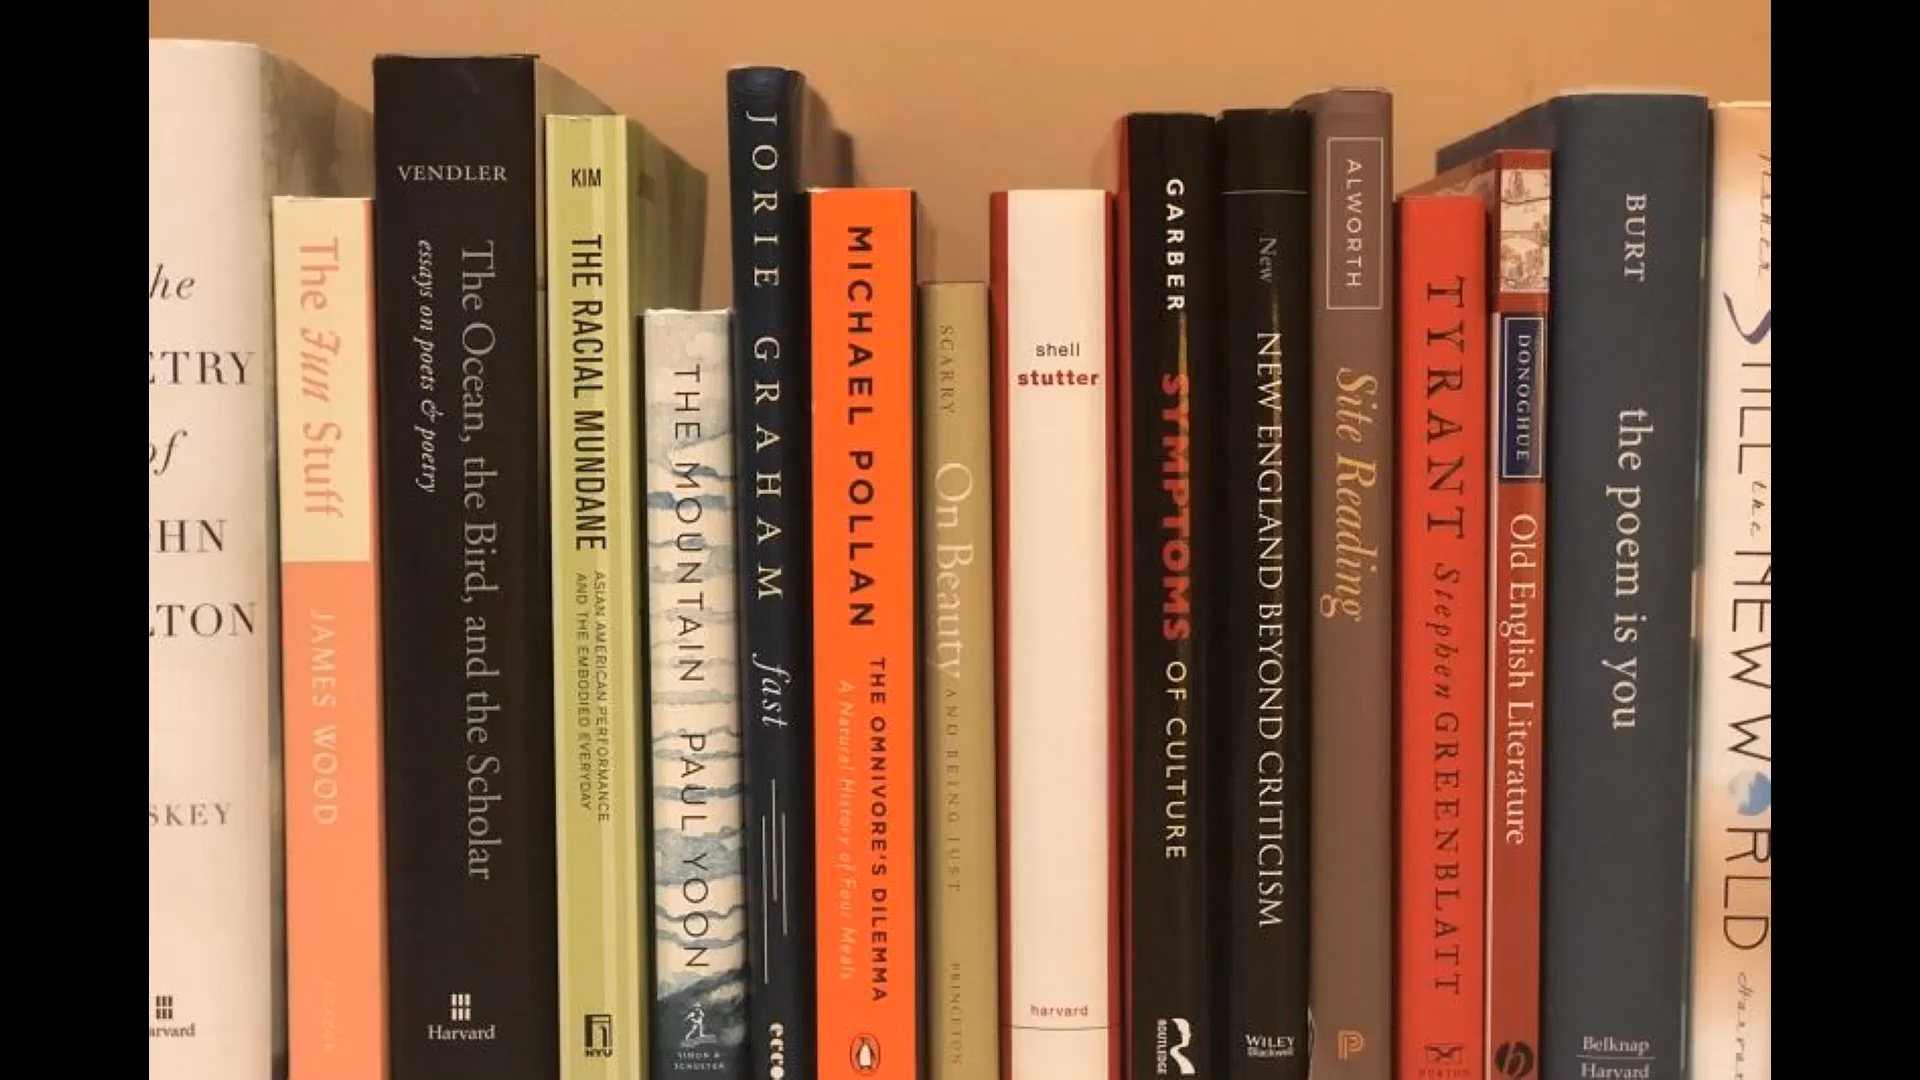 he
ETRY
of
HN
LTON
SKEY
arvard
The Fun Stuff
JAMES WOOD
VENDLER
The Ocean, the Bird, and the Scholar
essays on poets & poetry
Harvard
KIM
THE RACIAL MUNDANE
ASIAN AMERICAN PERFORMANCE
AND THE EMBODIED EVERYDAY
NYU
THE MOUNTAIN PAUL YOON
SIMON &
SCHUSTER
JORIE GRAHAM fast
ecco
MICHAEL POLLAN
THE OMNIVORE'S DILEMMA
A Natural History of Four Meals
SCARRY
On Beauty AND BEING JUST
PRINCETON
shell
stutter
harvard
GARBER
SYMPTOMS OF CULTURE
ROUTLEDGE
New
NEW ENGLAND BEYOND CRITICISM
WILEY
Blackwell
ALWORTH
Site Reading
TYRANT Stephen GREENBLATT
NORTON
DONOGHUE
Old English Literature
BURT
the poem is you
Belknap
Harvard
STILL the NEW WORLD